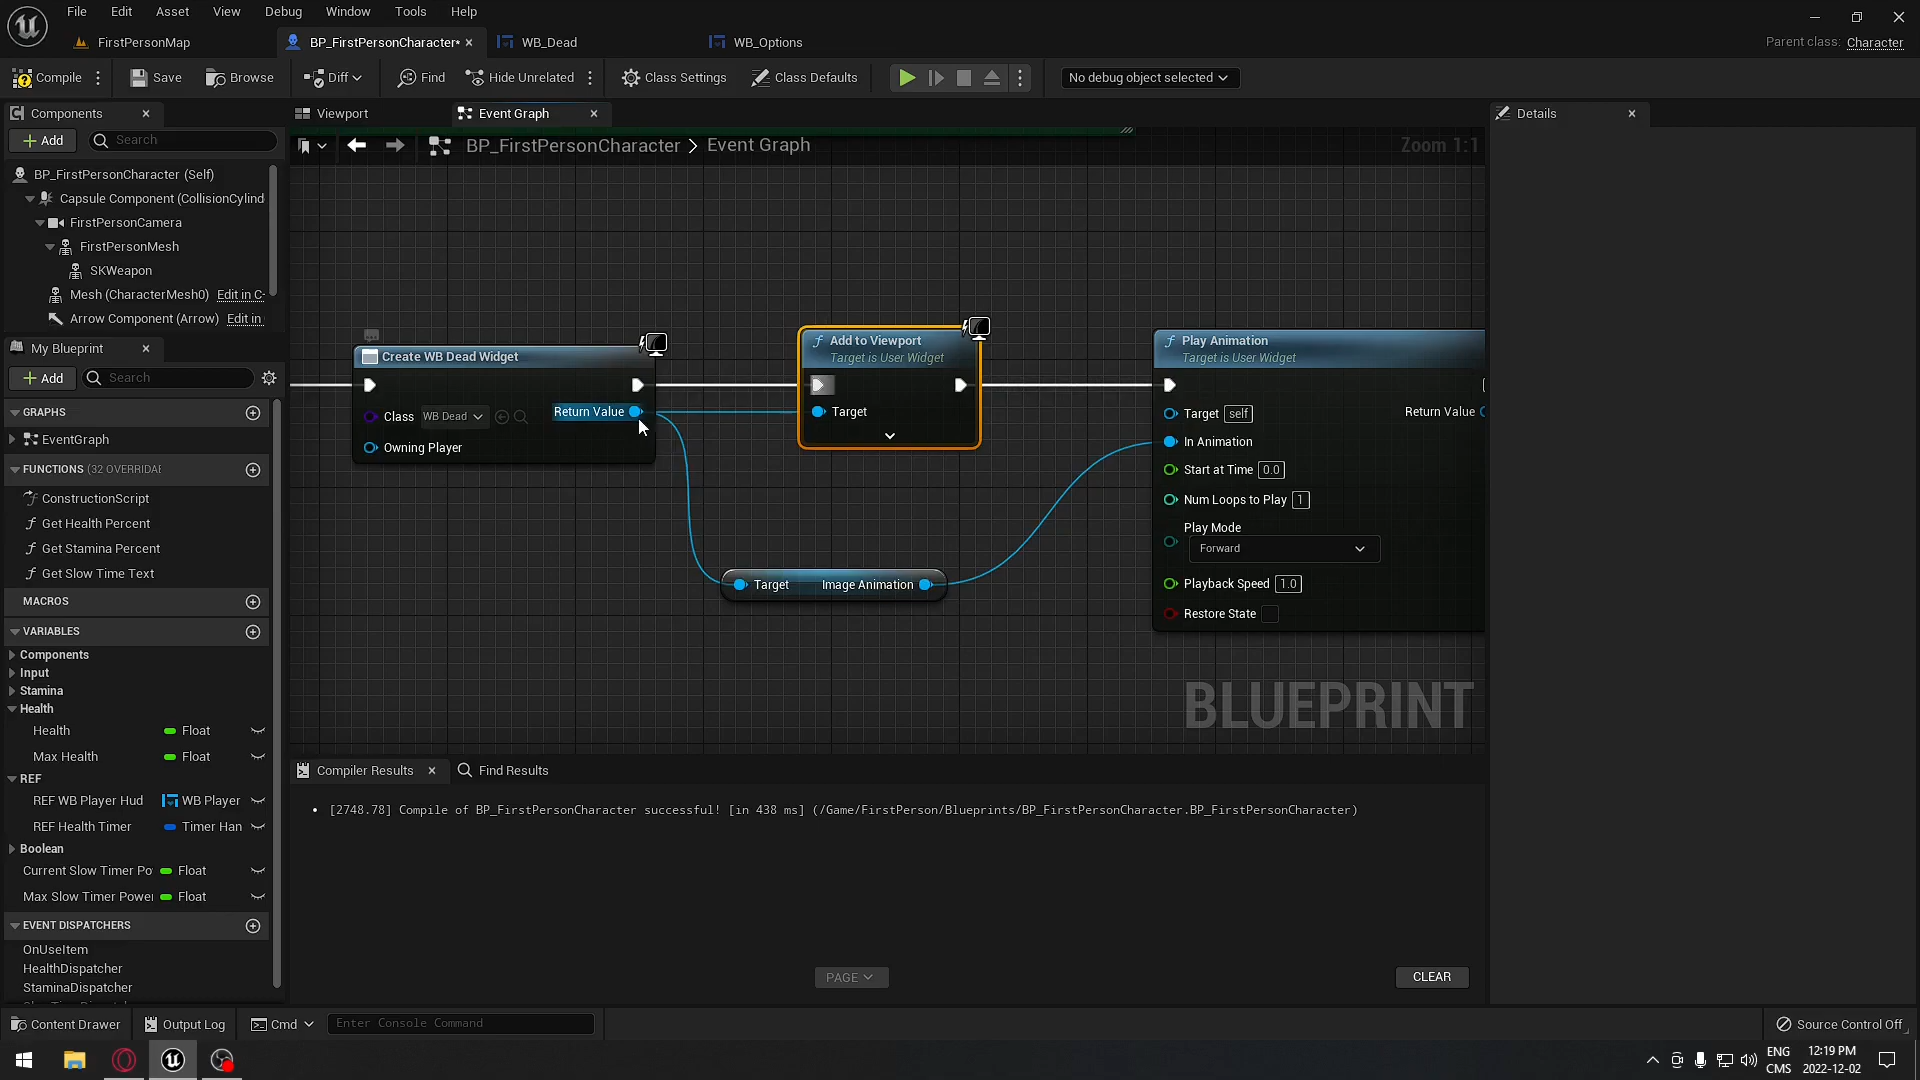 File Edit Asset View Debug Window Tools Help
FirstPersonMap BP_FirstPersonCharacter* WB_Dead WB_Options
Parent class: Character
Compile Save Browse Diff Find Hide Unrelated Class Settings Class Defaults No debug object selected
Components
Add Search
BP_FirstPersonCharacter (Self)
Capsule Component (CollisionCylind
FirstPersonCamera
FirstPersonMesh
SKWeapon
Mesh (CharacterMesh0) Edit in C
Arrow Component (Arrow) Edit in
My Blueprint
Add Search
GRAPHS
EventGraph
FUNCTIONS (32 OVERRIDAB
ConstructionScript
Get Health Percent
Get Stamina Percent
Get Slow Time Text
MACROS
VARIABLES
Components
Input
Stamina
Health
Health Float
Max Health Float
REF
REF WB Player Hud WB Player
REF Health Timer Timer Han
Boolean
Current Slow Timer Po Float
Max Slow Timer Power Float
EVENT DISPATCHERS
OnUseItem
HealthDispatcher
StaminaDispatcher
Viewport Event Graph
BP_FirstPersonCharacter > Event Graph
Zoom 1:1
Create WB Dead Widget
Class WB Dead
Return Value
Owning Player
Add to Viewport
Target is User Widget
Target
Target Image Animation
Play Animation
Target is User Widget
Target self
Return Value
In Animation
Start at Time 0.0
Num Loops to Play 1
Play Mode
Forward
Playback Speed 1.0
Restore State
BLUEPRINT
Compiler Results Find Results
[2748.78] Compile of BP_FirstPersonCharacter successful! [in 438 ms] (/Game/FirstPerson/Blueprints/BP_FirstPersonCharacter.BP_FirstPersonCharacter)
PAGE
CLEAR
Details
Content Drawer Output Log Cmd Enter Console Command
Source Control Off
ENG
CMS
12:19 PM
2022-12-02